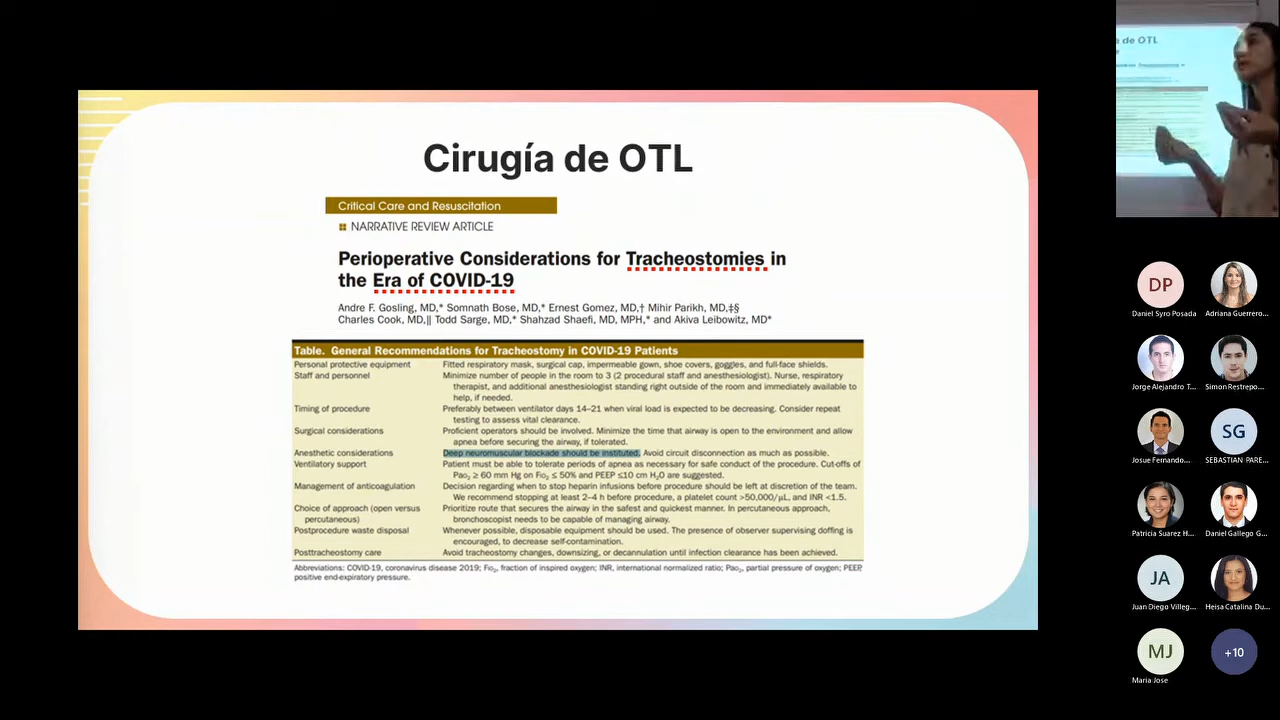 Cirugía de OTL
Critical Care and Resuscitation
NARRATIVE REVIEW ARTICLE
Perioperative Considerations for Tracheostomies in
the Era of COVID-19
Andre F. Gosling, MD,* Somnath Bose, MD,* Ernest Gomez, MD,† Mihir Parikh, MD,‡§
Charles Cook, MD,|| Todd Sarge, MD,* Shahzad Shaefi, MD, MPH,* and Akiva Leibowitz, MD*
Table. General Recommendations for Tracheostomy in COVID-19 Patients
Personal protective equipment Fitted respiratory mask, surgical cap, impermeable gown, shoe covers, goggles, and full-face shields.
Staff and personnel Minimize number of people in the room to 3 (2 procedural staff and anesthesiologist). Nurse, respiratory
therapist, and additional anesthesiologist standing right outside of the room and immediately available to
help, if needed.
Timing of procedure Preferably between ventilator days 14–21 when viral load is expected to be decreasing. Consider repeat
testing to assess vital clearance.
Surgical considerations Proficient operators should be involved. Minimize the time that airway is open to the environment and allow
apnea before securing the airway, if tolerated.
Anesthetic considerations Deep neuromuscular blockade should be instituted. Avoid circuit disconnection as much as possible.
Ventilatory support Patient must be able to tolerate periods of apnea as necessary for safe conduct of the procedure. Cut-offs of
Pao₂ ≥ 60 mm Hg on Fio₂ ≤ 50% and PEEP ≤10 cm H₂O are suggested.
Management of anticoagulation Decision regarding when to stop heparin infusions before procedure should be left at discretion of the team.
We recommend stopping at least 2–4 h before procedure, a platelet count >50,000/μL, and INR <1.5.
Choice of approach (open versus Prioritize route that secures the airway in the safest and quickest manner. In percutaneous approach,
percutaneous) bronchoscopist needs to be capable of managing airway.
Postprocedure waste disposal Whenever possible, disposable equipment should be used. The presence of observer supervising doffing is
encouraged, to decrease self-contamination.
Posttracheostomy care Avoid tracheostomy changes, downsizing, or decannulation until infection clearance has been achieved.
Abbreviations: COVID-19, coronavirus disease 2019; Fio₂, fraction of inspired oxygen; INR, international normalized ratio; Pao₂, partial pressure of oxygen; PEEP,
positive end-expiratory pressure.
a de OTL
DP
Daniel Syro Posada Adriana Guerrero...
Jorge Alejandro T... Simon Restrepo...
SG
Josue Fernando... SEBASTIAN PARE...
Patricia Suarez H... Daniel Gallego G...
JA
Juan Diego Villeg... Heisa Catalina Du...
MJ +10
Maria Jose